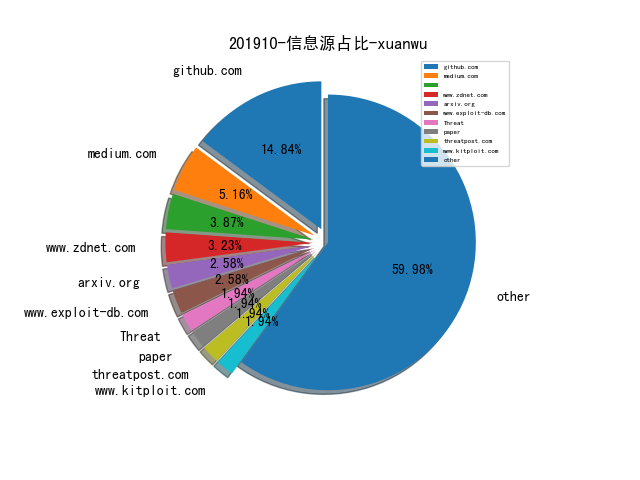 201910-信息源占比-xuanwu
github.com
medium.com
www.zdnet.com
arxiv.org
www.exploit-db.com
Threat
paper
threatpost.com
www.kitploit.com
other
14.84%
5.16%
3.87%
3.23%
2.58%
2.58%
1.94%
1.94%
1.94%
1.94%
59.98%
github.com
medium.com
www.zdnet.com
arxiv.org
www.exploit-db.com
Threat
paper
threatpost.com
www.kitploit.com
other